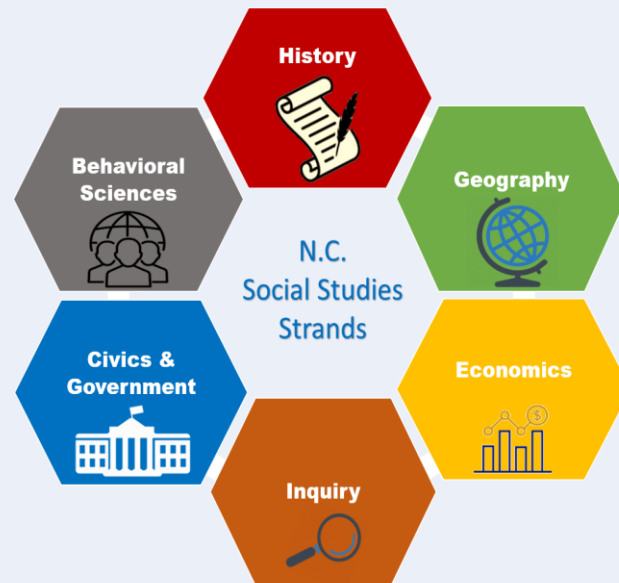 History
Behavioral
Sciences
Geography
N.C.
Social Studies
Strands
Civics &
Government
Economics
$
Inquiry